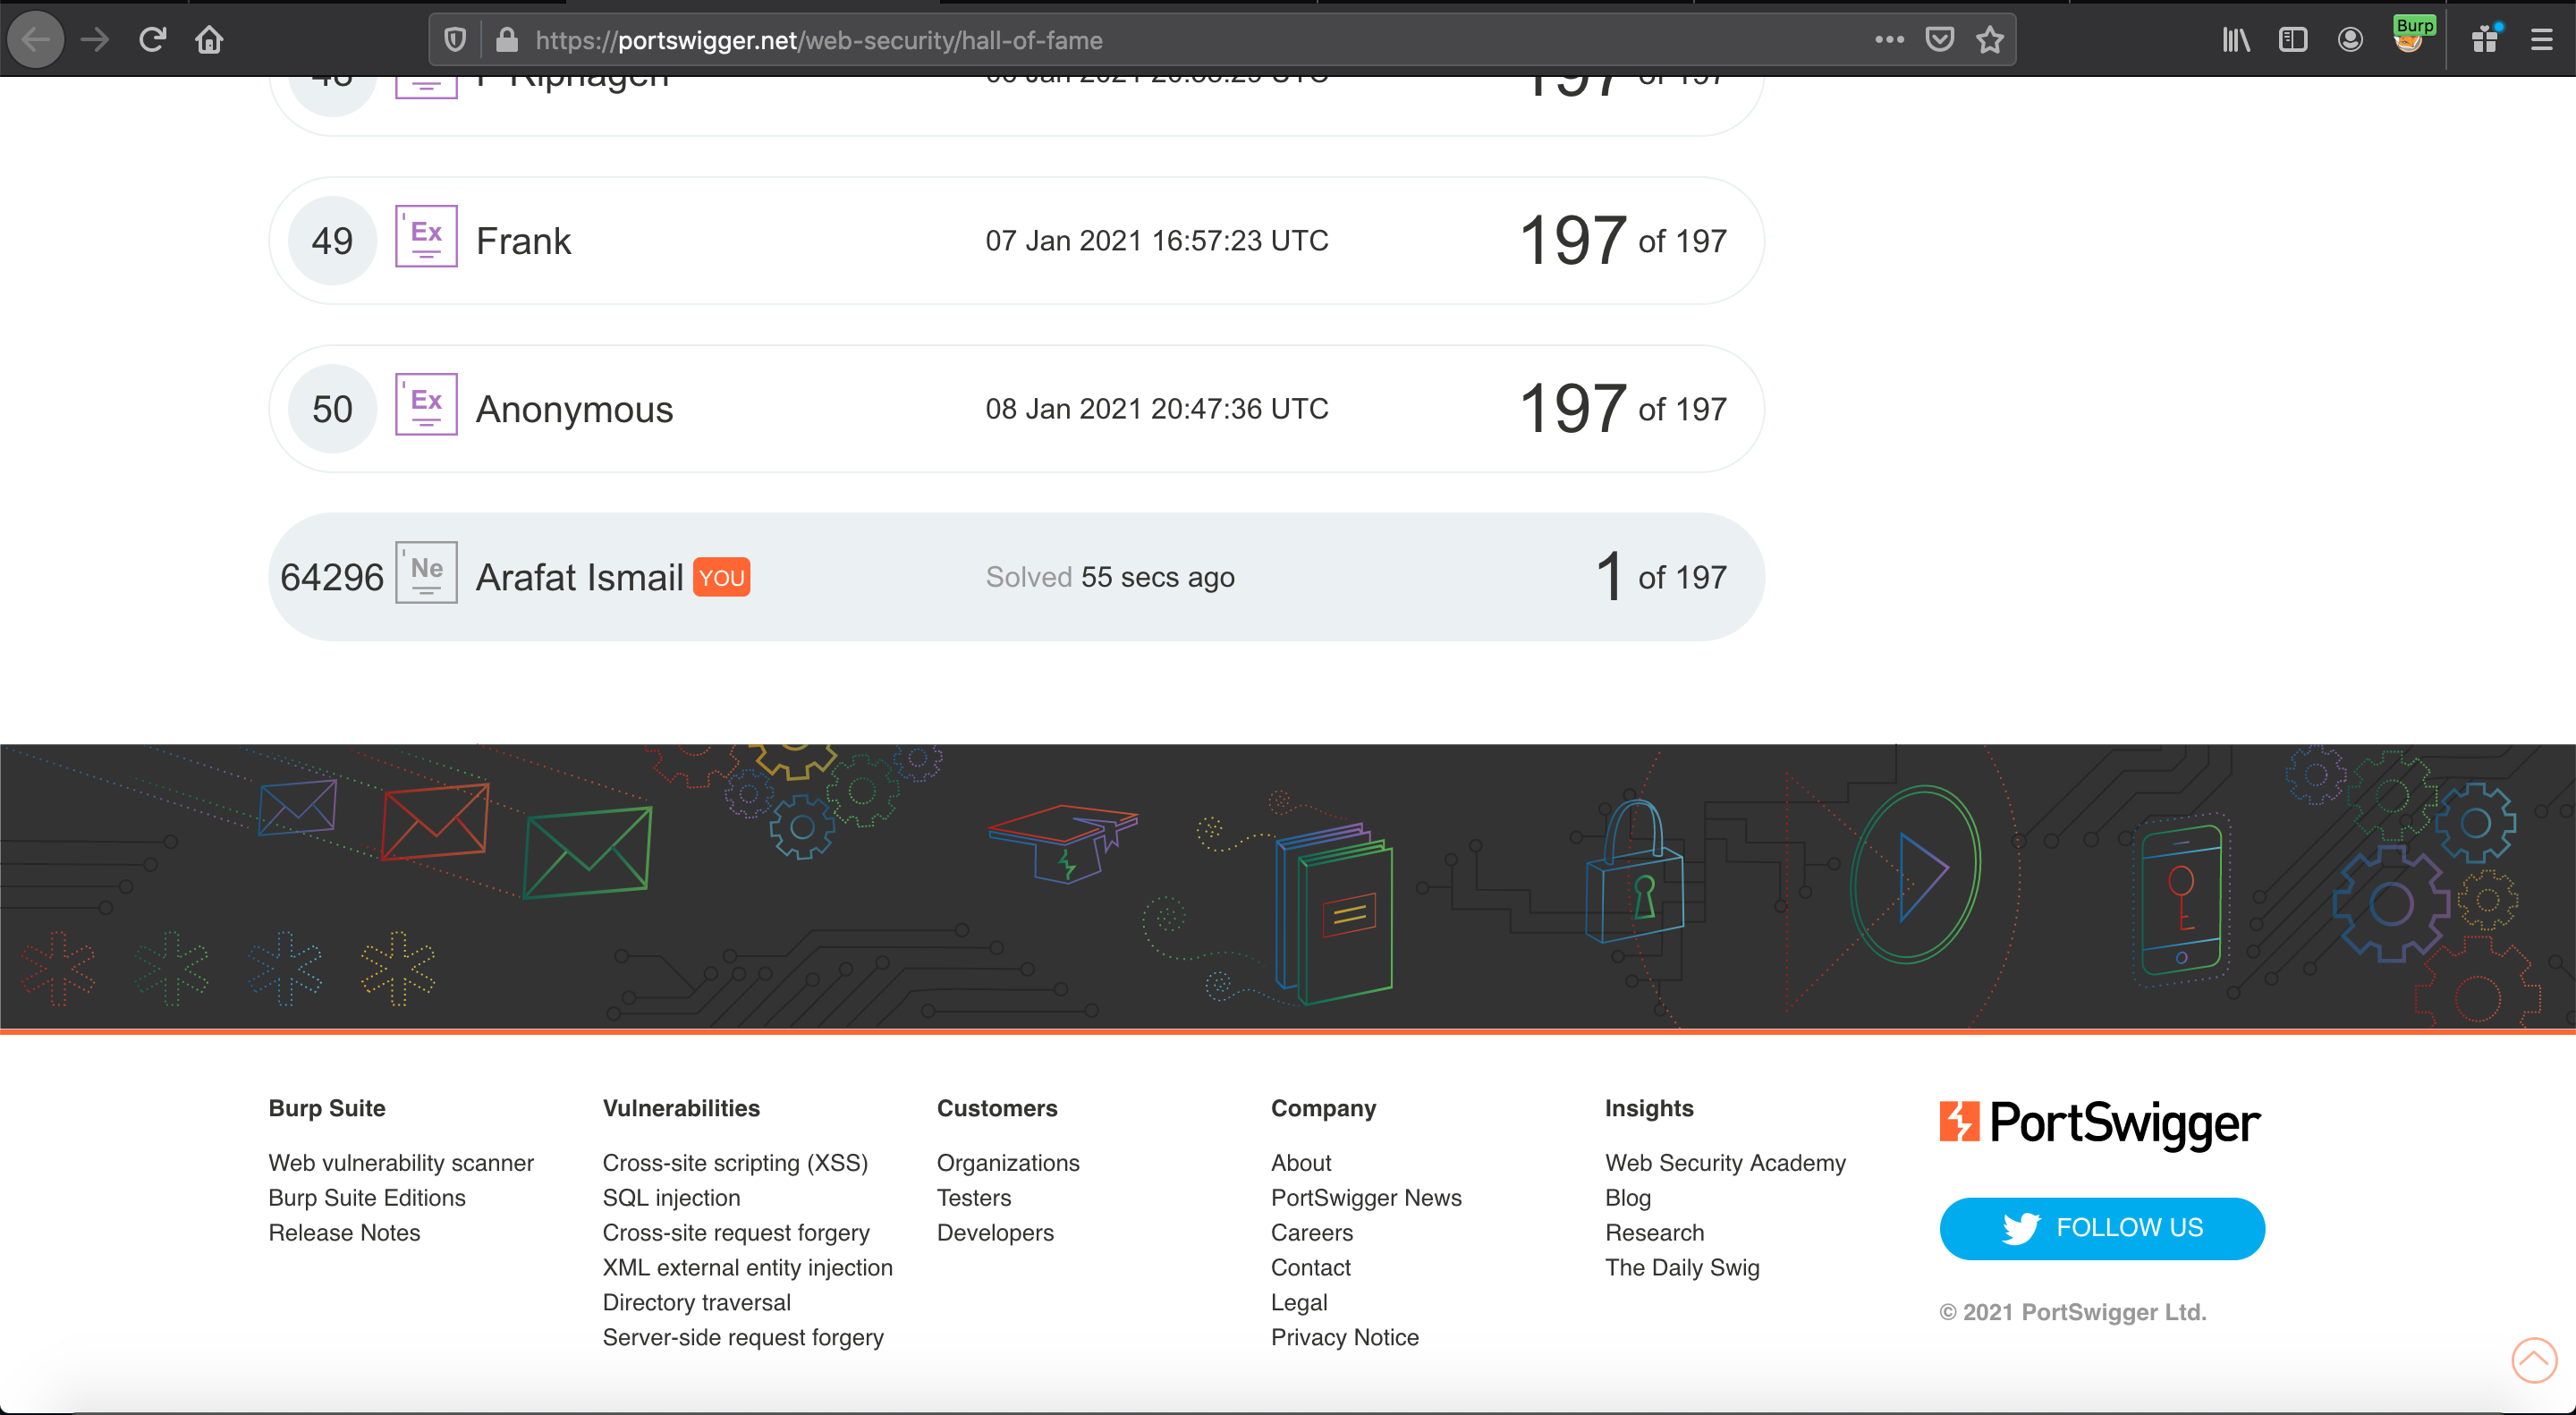 https://portswigger.net/web-security/hall-of-fame
Burp
197 of 197
49 Ex Frank 07 Jan 2021 16:57:23 UTC 197 of 197
50 Ex Anonymous 08 Jan 2021 20:47:36 UTC 197 of 197
64296 Ne Arafat Ismail YOU Solved 55 secs ago 1 of 197
Burp Suite
Web vulnerability scanner
Burp Suite Editions
Release Notes
Vulnerabilities
Cross-site scripting (XSS)
SQL injection
Cross-site request forgery
XML external entity injection
Directory traversal
Server-side request forgery
Customers
Organizations
Testers
Developers
Company
About
PortSwigger News
Careers
Contact
Legal
Privacy Notice
Insights
Web Security Academy
Blog
Research
The Daily Swig
PortSwigger
FOLLOW US
© 2021 PortSwigger Ltd.